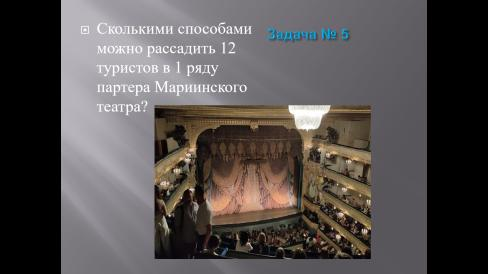 Сколькими способами
можно рассадить 12
туристов в 1 ряду
партера Мариинского
театра?
Задача № 5